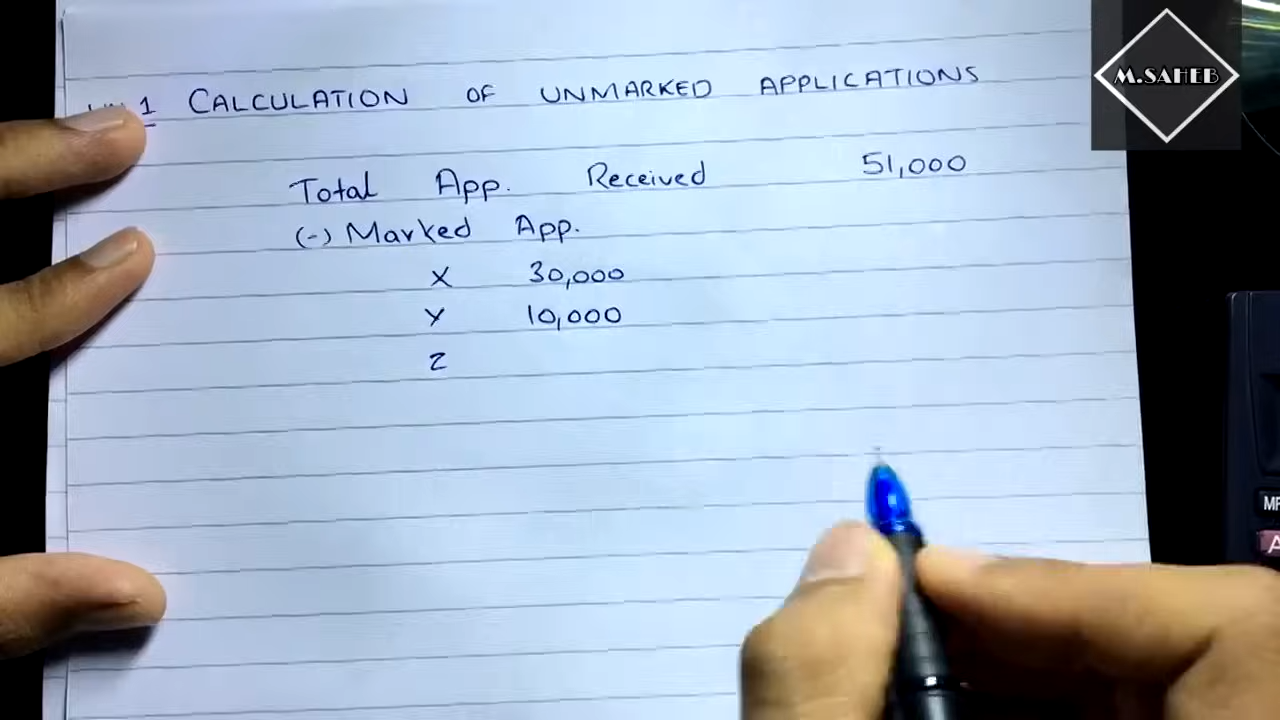 1 CALCULATION OF UNMARKED APPLICATIONS
Total App. Received 51,000
(-) Marked App.
X 30,000
Y 10,000
Z
M.SAHEB